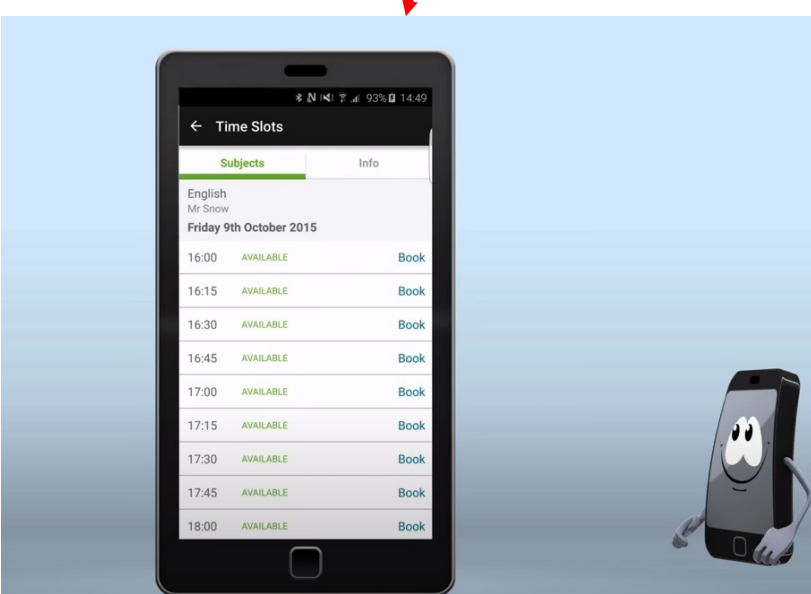 93% 14:49
← Time Slots
Subjects Info
English
Mr Snow
Friday 9th October 2015
16:00 AVAILABLE Book
16:15 AVAILABLE Book
16:30 AVAILABLE Book
16:45 AVAILABLE Book
17:00 AVAILABLE Book
17:15 AVAILABLE Book
17:30 AVAILABLE Book
17:45 AVAILABLE Book
18:00 AVAILABLE Book